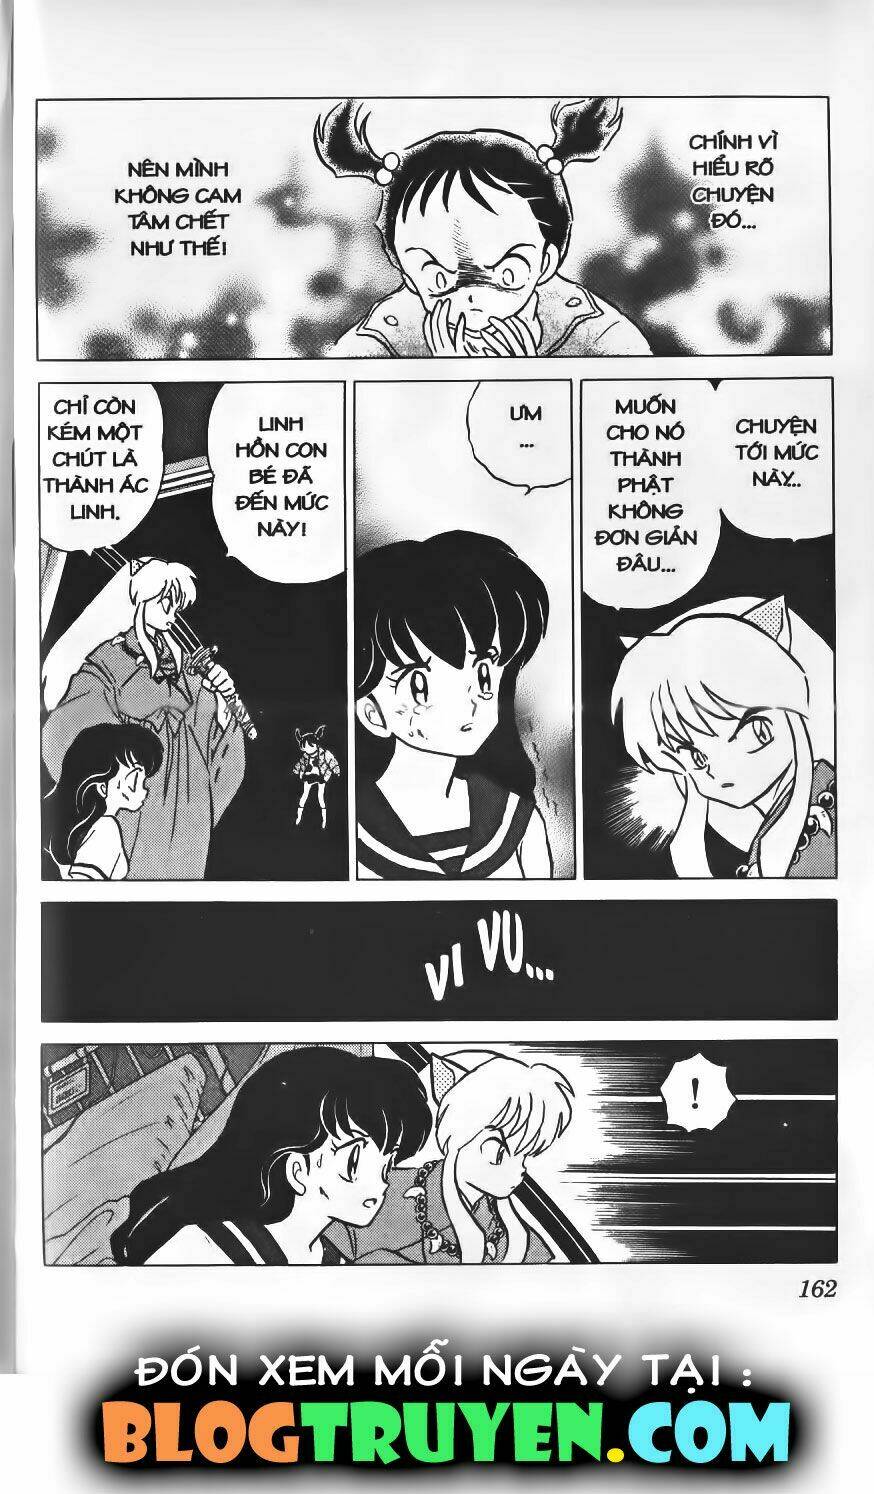 CHÍNH VÌ
HIỂU RÕ
CHUYỆN
ĐÓ...
NÊN MÌNH
KHÔNG CAM
TÂM CHẾT
NHƯ THẾ!
CHUYỆN
TỚI MỨC
NÀY...
MUỐN
CHO NÓ
THÀNH
PHẬT
KHÔNG
ĐƠN GIẢN
ĐÂU...
ƯM
...
LINH
HỒN CON
BÉ ĐÃ
ĐẾN MỨC
NÀY!
CHỈ CÒN
KÉM MỘT
CHÚT LÀ
THÀNH ÁC
LINH.
VI VU...
!
162
ĐÓN XEM MỖI NGÀY TẠI :
BLOGTRUYEN.COM